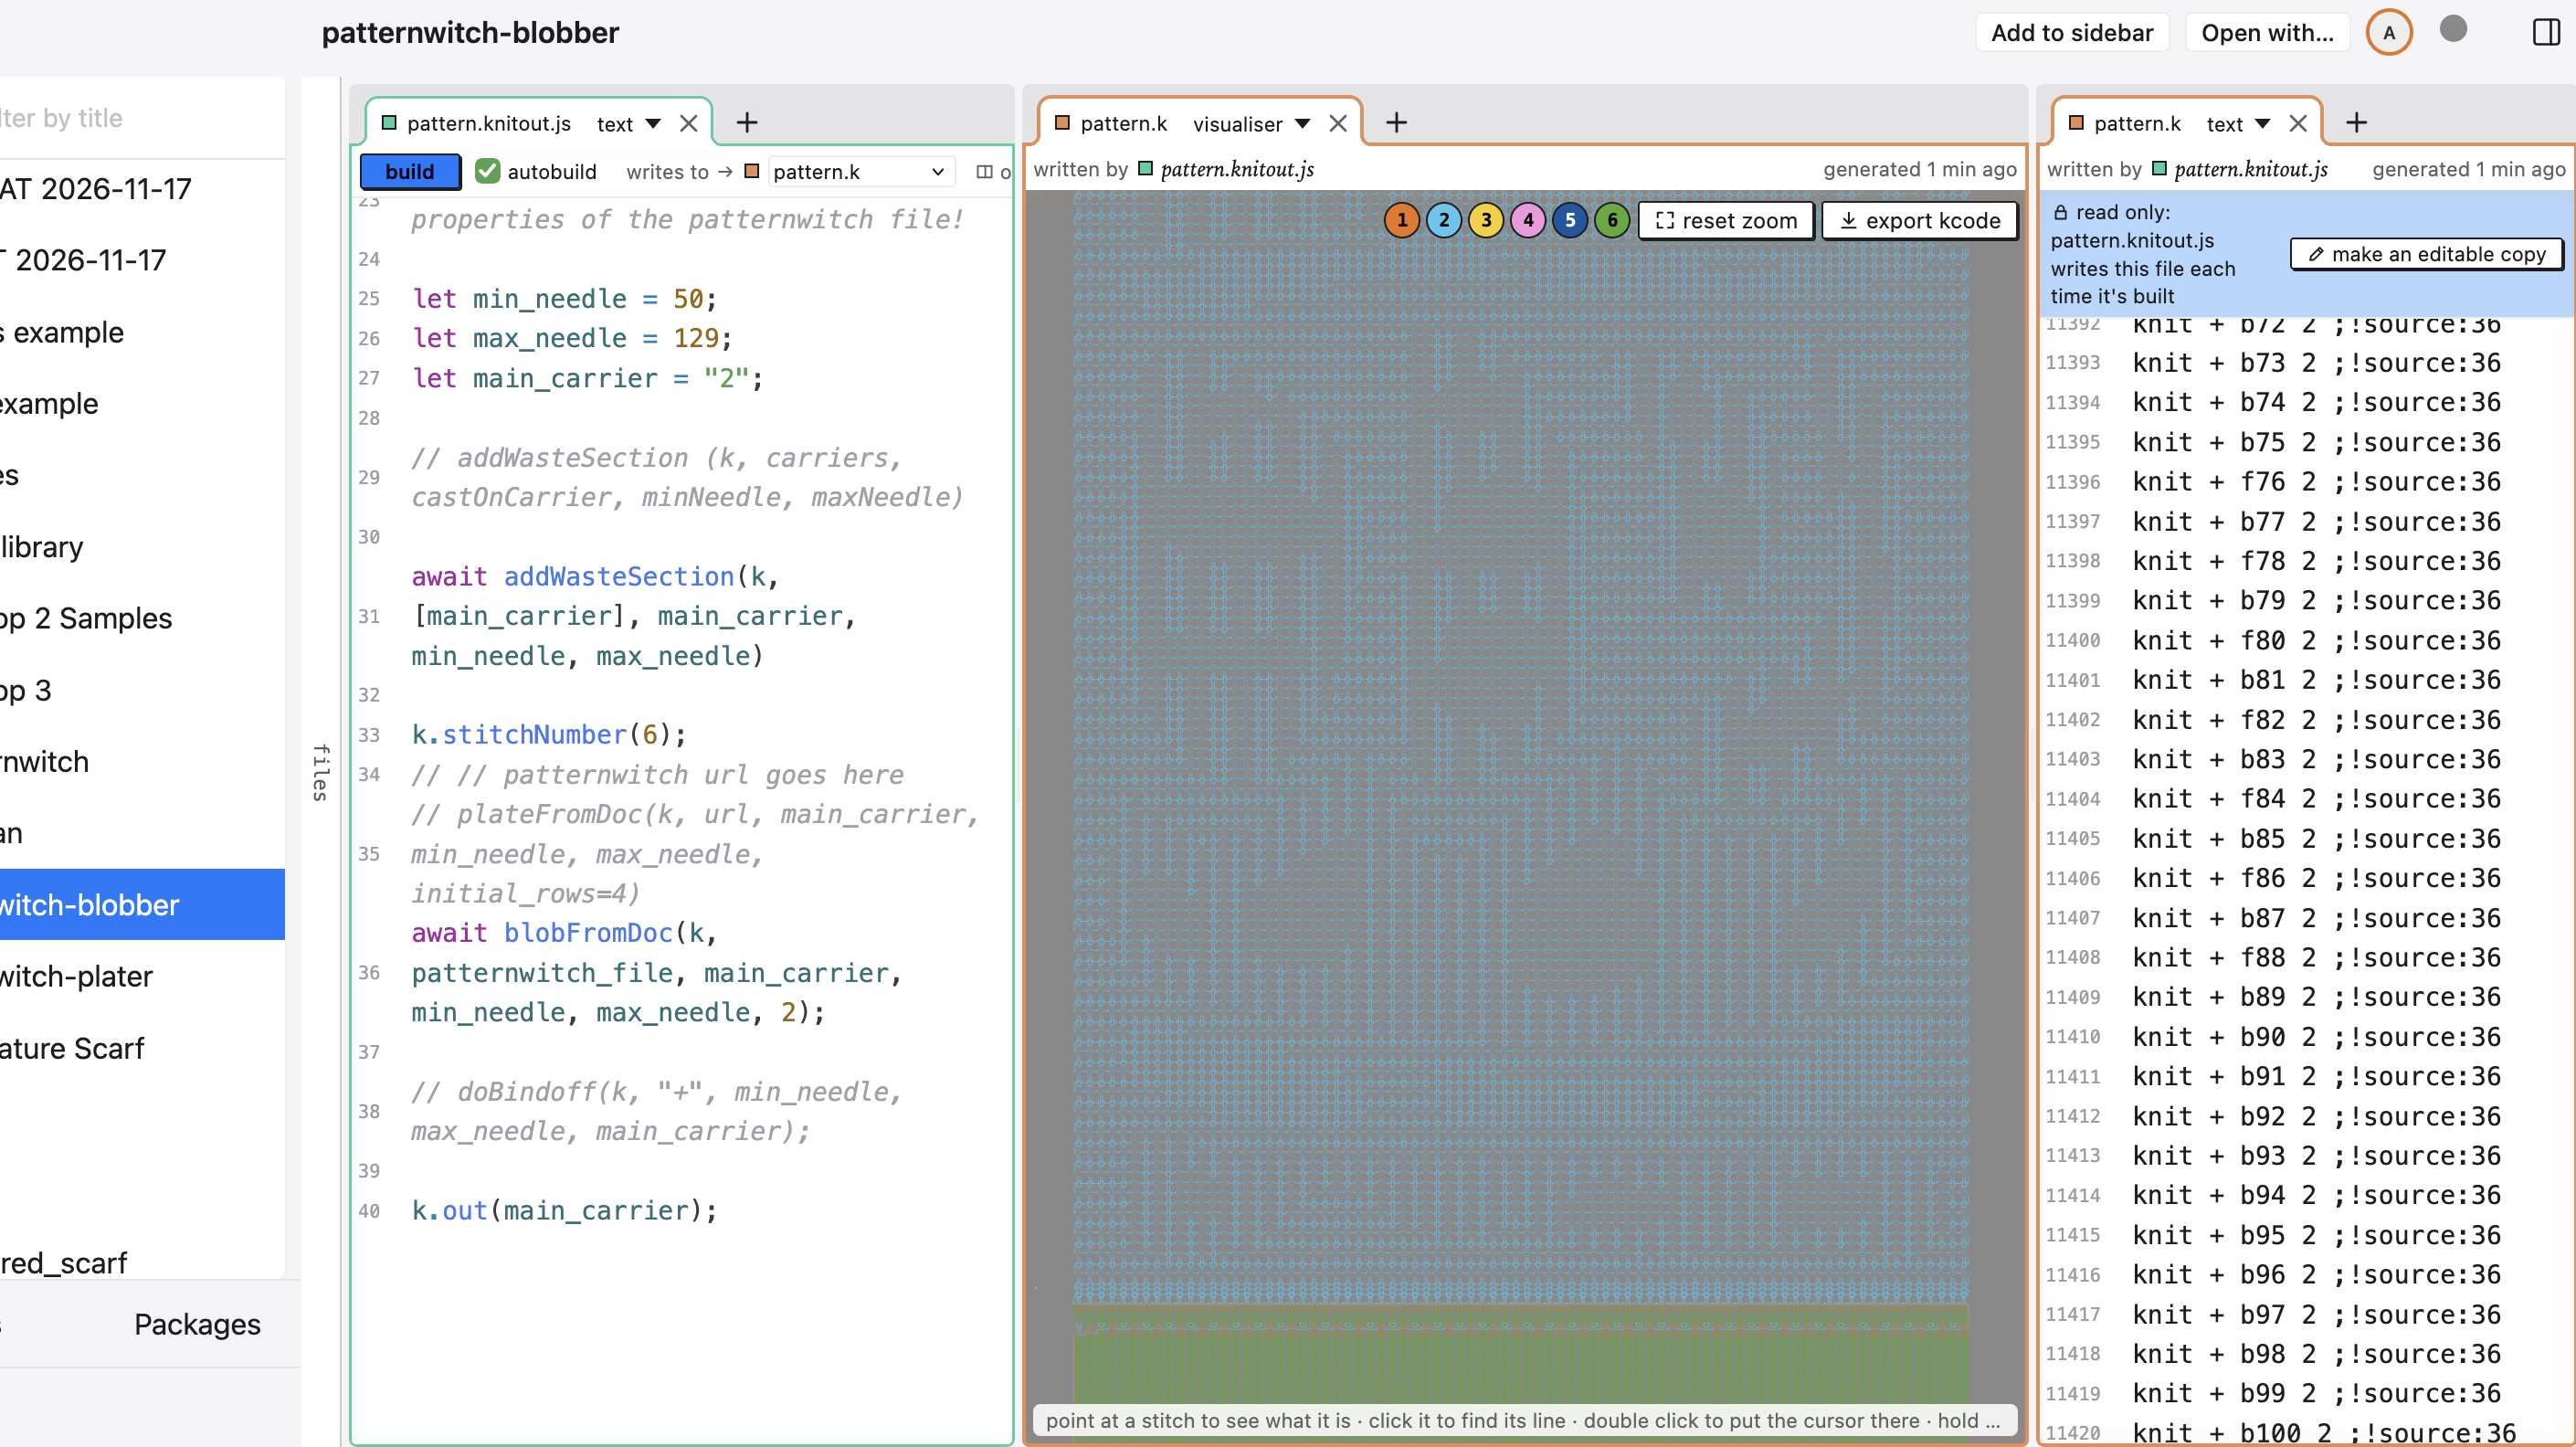 patternwitch-blobber
Add to sidebar
Open with...
A
lter by title
AT 2026-11-17
T 2026-11-17
s example
example
es
library
op 2 Samples
op 3
rnwitch
an
witch-blobber
witch-plater
ature Scarf
red_scarf
s
Packages
files
pattern.knitout.js text
build autobuild writes to → pattern.k
23
properties of the patternwitch file!
24
25 let min_needle = 50;
26 let max_needle = 129;
27 let main_carrier = "2";
28
// addWasteSection (k, carriers,
29
castOnCarrier, minNeedle, maxNeedle)
30
await addWasteSection(k,
31 [main_carrier], main_carrier,
min_needle, max_needle)
32
33 k.stitchNumber(6);
34 // // patternwitch url goes here
// plateFromDoc(k, url, main_carrier,
35 min_needle, max_needle,
initial_rows=4)
await blobFromDoc(k,
36 patternwitch_file, main_carrier,
min_needle, max_needle, 2);
37
// doBindoff(k, "+", min_needle,
38
max_needle, main_carrier);
39
40 k.out(main_carrier);
pattern.k visualiser
written by pattern.knitout.js generated 1 min ago
1 2 3 4 5 6 reset zoom export kcode
point at a stitch to see what it is · click it to find its line · double click to put the cursor there · hold ...
pattern.k text
written by pattern.knitout.js generated 1 min ago
read only:
pattern.knitout.js
writes this file each
time it's built
make an editable copy
11392 knit + b72 2 ;!source:36
11393 knit + b73 2 ;!source:36
11394 knit + b74 2 ;!source:36
11395 knit + b75 2 ;!source:36
11396 knit + f76 2 ;!source:36
11397 knit + b77 2 ;!source:36
11398 knit + f78 2 ;!source:36
11399 knit + b79 2 ;!source:36
11400 knit + f80 2 ;!source:36
11401 knit + b81 2 ;!source:36
11402 knit + f82 2 ;!source:36
11403 knit + b83 2 ;!source:36
11404 knit + f84 2 ;!source:36
11405 knit + b85 2 ;!source:36
11406 knit + f86 2 ;!source:36
11407 knit + b87 2 ;!source:36
11408 knit + f88 2 ;!source:36
11409 knit + b89 2 ;!source:36
11410 knit + b90 2 ;!source:36
11411 knit + b91 2 ;!source:36
11412 knit + b92 2 ;!source:36
11413 knit + b93 2 ;!source:36
11414 knit + b94 2 ;!source:36
11415 knit + b95 2 ;!source:36
11416 knit + b96 2 ;!source:36
11417 knit + b97 2 ;!source:36
11418 knit + b98 2 ;!source:36
11419 knit + b99 2 ;!source:36
11420 knit + b100 2 ;!source:36